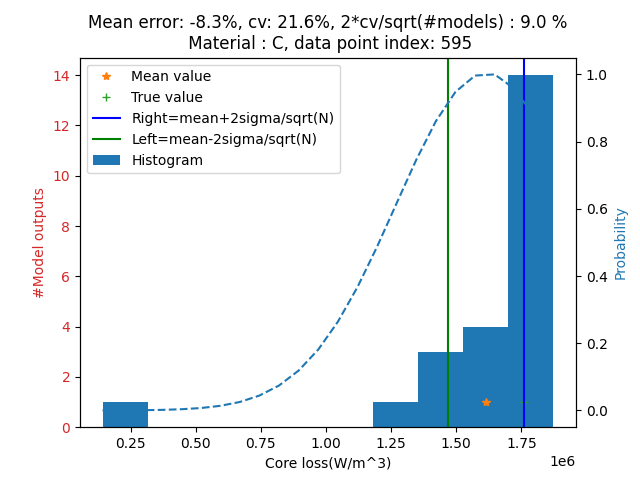 Mean error: -8.3%, cv: 21.6%, 2*cv/sqrt(#models) : 9.0 %
Material : C, data point index: 595
Mean value
True value
Right=mean+2sigma/sqrt(N)
Left=mean-2sigma/sqrt(N)
Histogram
#Model outputs
14
12
10
8
6
4
2
0
1.0
0.8
0.6
0.4
0.2
0.0
Probability
0.25
0.50
0.75
1.00
1.25
1.50
1.75
1e6
Core loss(W/m^3)